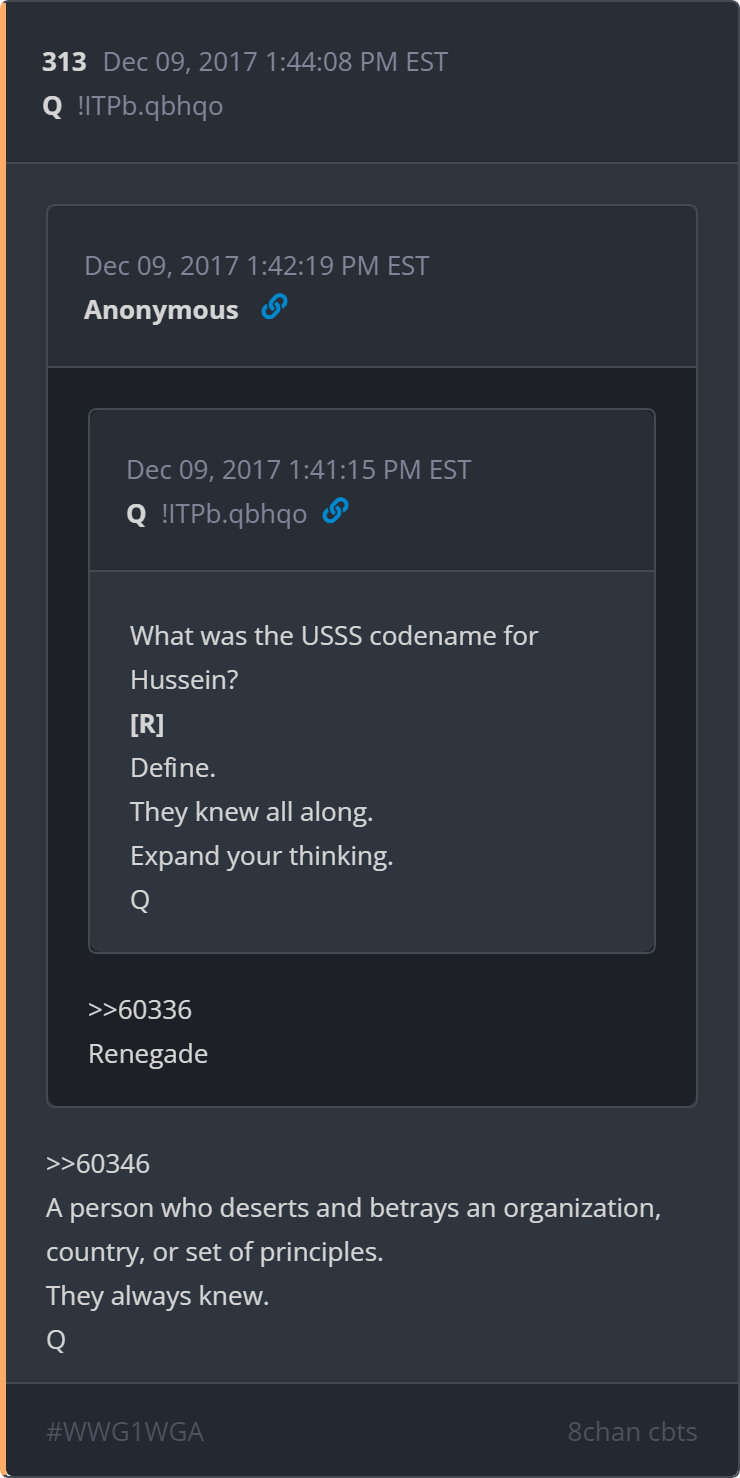 313 Dec 09, 2017 1:44:08 PM EST
Q !ITPb.qbhqo
Dec 09, 2017 1:42:19 PM EST
Anonymous
Dec 09, 2017 1:41:15 PM EST
Q !ITPb.qbhqo
What was the USSS codename for
Hussein?
[R]
Define.
They knew all along.
Expand your thinking.
Q
>>60336
Renegade
>>60346
A person who deserts and betrays an organization,
country, or set of principles.
They always knew.
Q
#WWG1WGA 8chan cbts